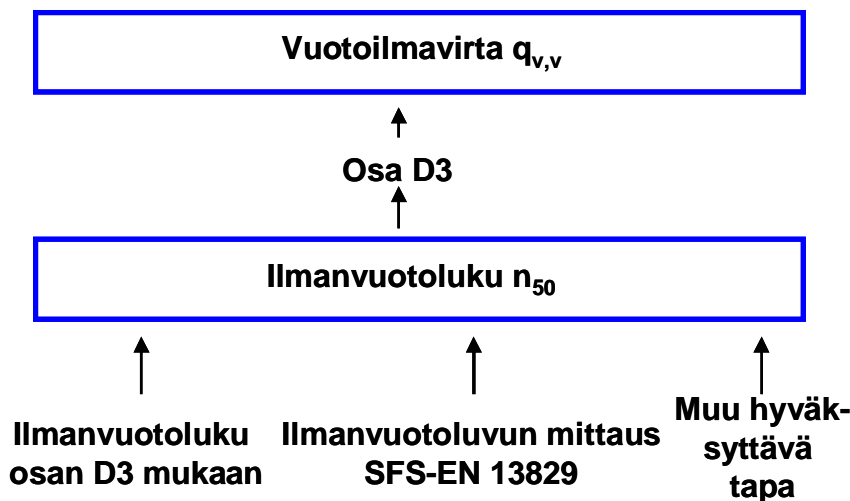 Vuotoilmavirta qv,v
Osa D3
Ilmanvuotoluku n50
Ilmanvuotoluku
osan D3 mukaan
Ilmanvuotoluvun mittaus
SFS-EN 13829
Muu hyväk-
syttävä
tapa